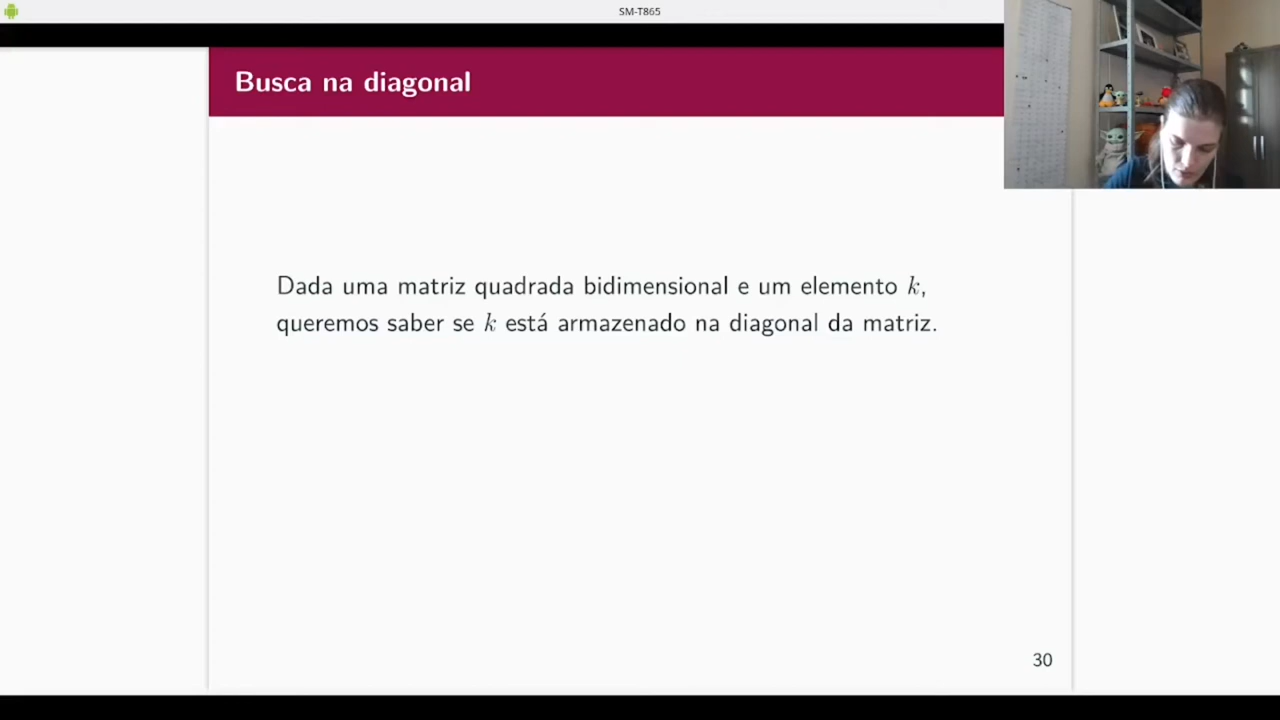 SM-T865
Busca na diagonal
Dada uma matriz quadrada bidimensional e um elemento k,
queremos saber se k está armazenado na diagonal da matriz.
30